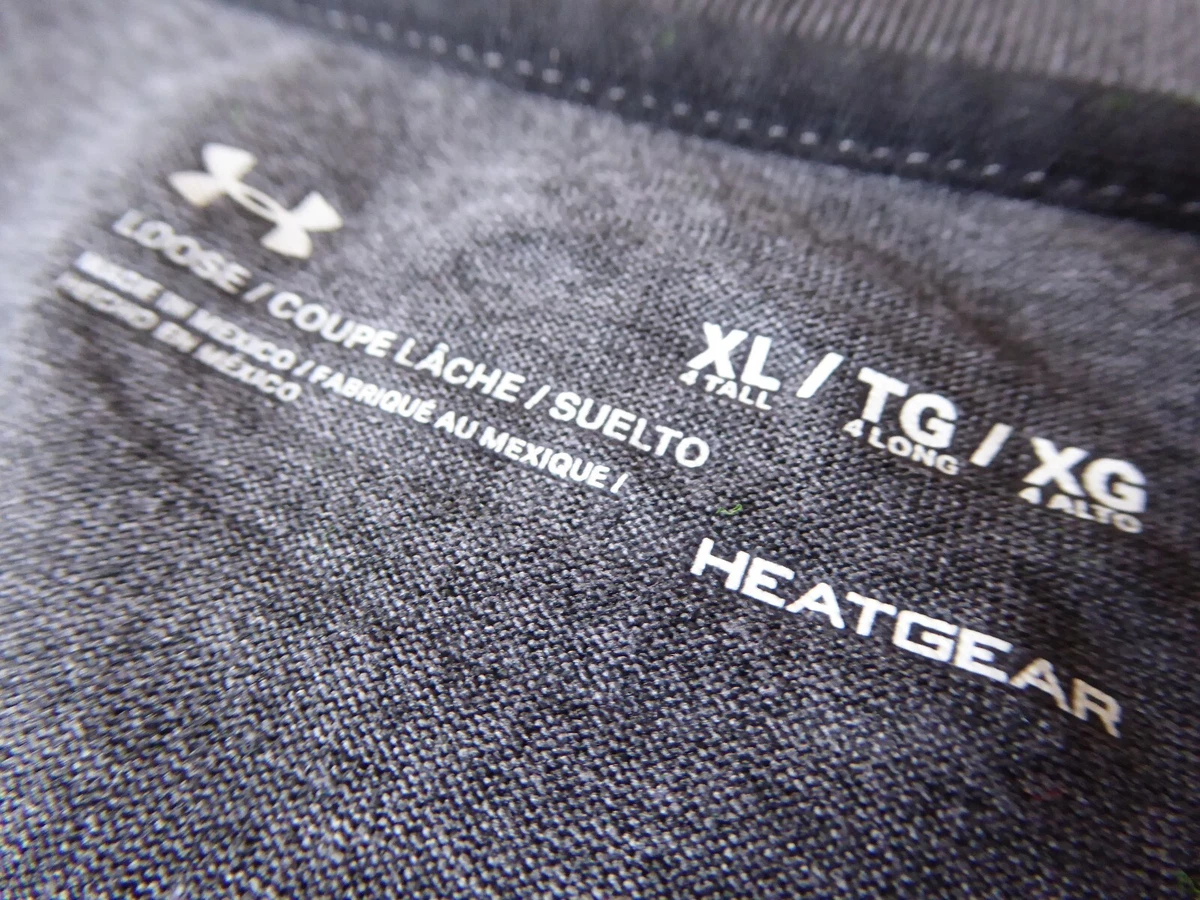 LOOSE / COUPE LÂCHE / SUELTO
MADE IN MEXICO / FABRIQUÉ AU MEXIQUE /
HECHO EN MÉXICO
XL / TG / XG
4 TALL 4 LONG 4 ALTO
HEATGEAR